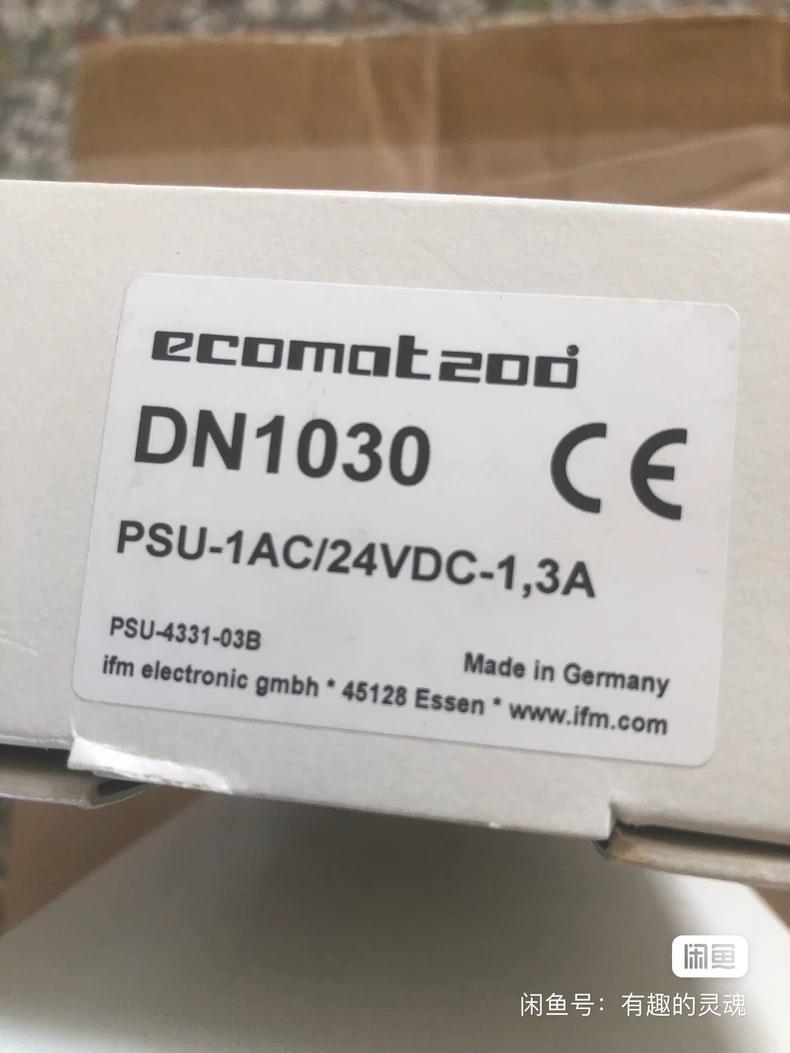 ecomat200
DN1030
CE
PSU-1AC/24VDC-1,3A
PSU-4331-03B
Made in Germany
ifm electronic gmbh * 45128 Essen * www.ifm.com
闲鱼
闲鱼号：有趣的灵魂